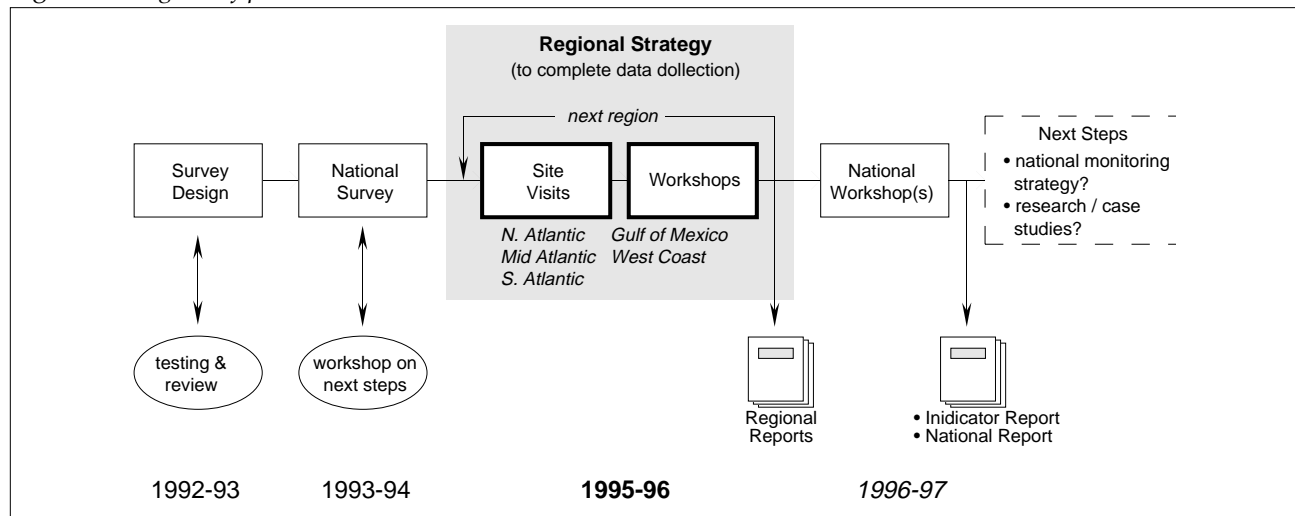 Regional Strategy
(to complete data dollection)
next region
Survey
Design
National
Survey
Site
Visits
Workshops
National
Workshop(s)
Next Steps
• national monitoring
strategy?
• research / case
studies?
N. Atlantic
Mid Atlantic
S. Atlantic
Gulf of Mexico
West Coast
testing &
review
workshop on
next steps
Regional
Reports
• Inidicator Report
• National Report
1992-93
1993-94
1995-96
1996-97